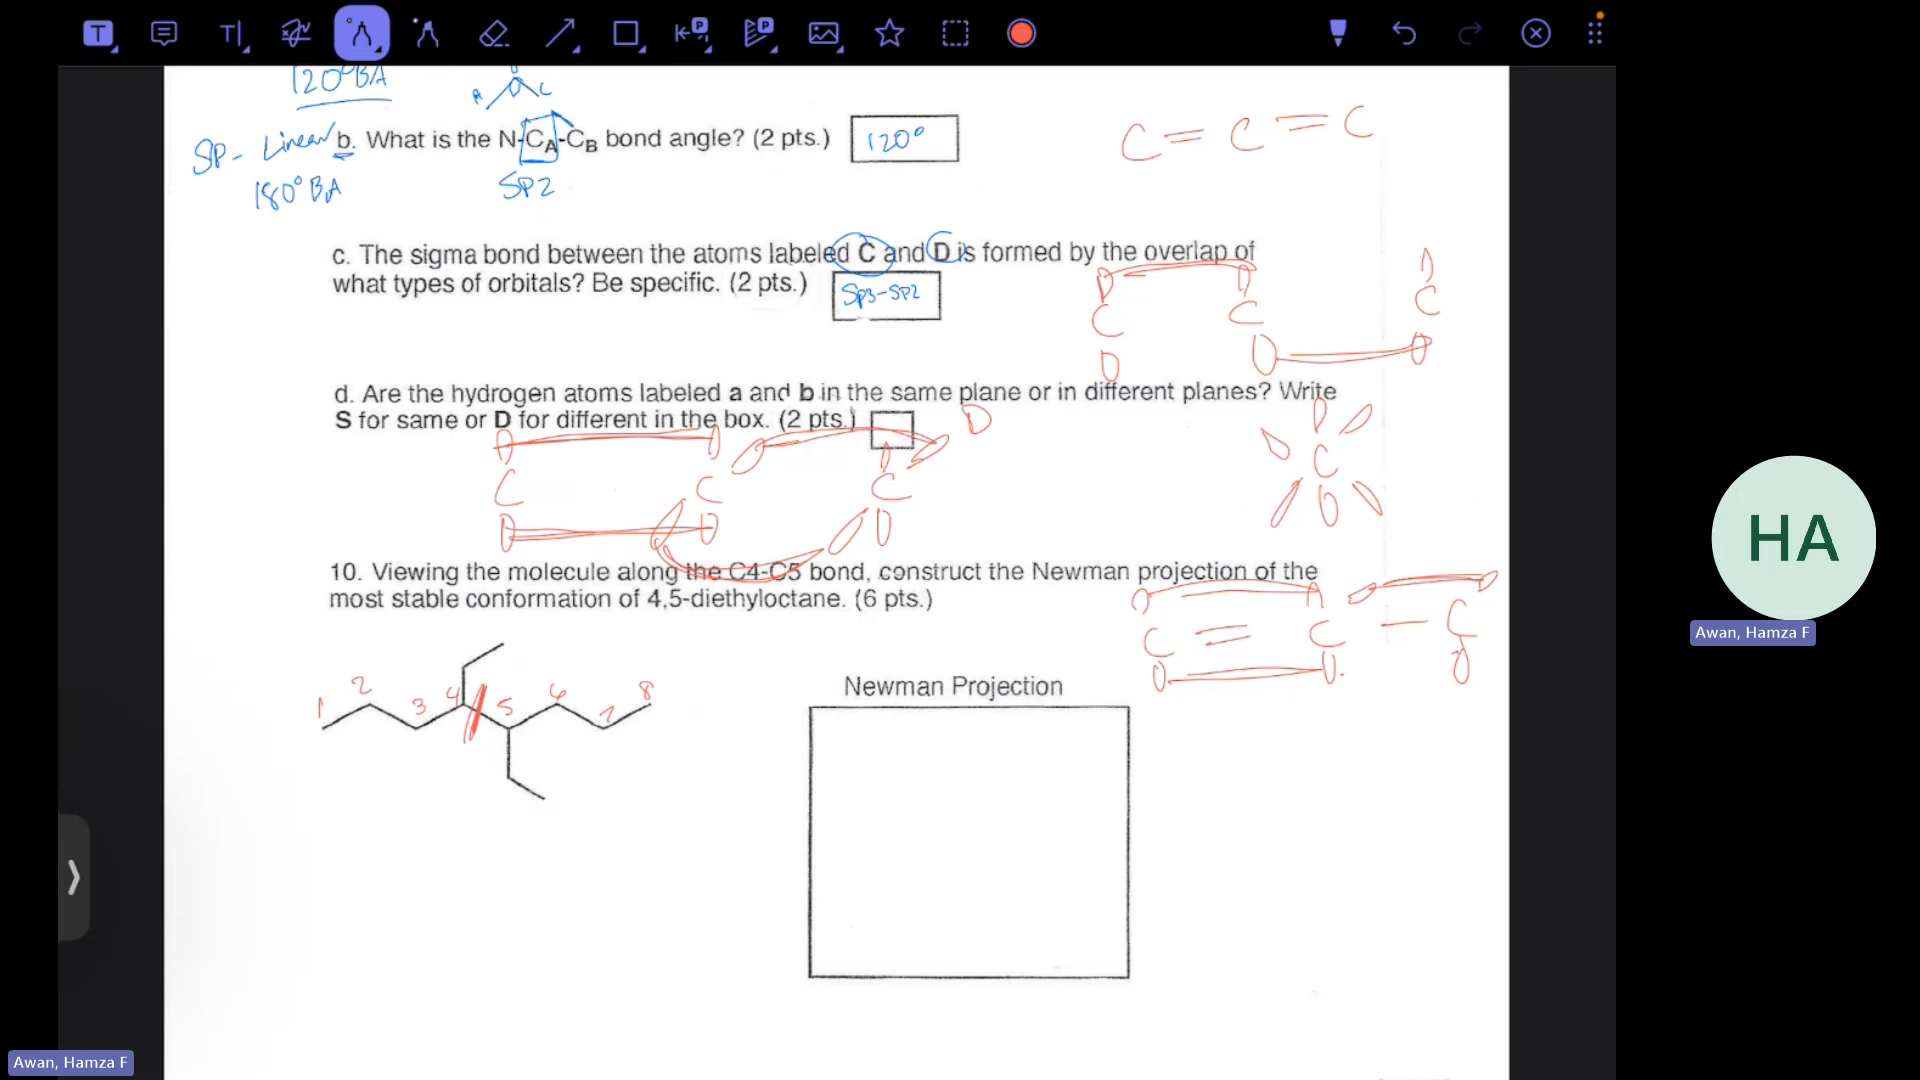 120° BA
A C
SP - Linear
b. What is the N-CA-CB bond angle? (2 pts.)
120°
C = C = C
180° BA
SP2
c. The sigma bond between the atoms labeled C and D is formed by the overlap of
what types of orbitals? Be specific. (2 pts.)
SP3-SP2
C C C
d. Are the hydrogen atoms labeled a and b in the same plane or in different planes? Write
S for same or D for different in the box. (2 pts.)
D
C C C
C
10. Viewing the molecule along the C4-C5 bond, construct the Newman projection of the
most stable conformation of 4,5-diethyloctane. (6 pts.)
C = C - C
Newman Projection
1 2 3 4 5 6 7 8
HA
Awan, Hamza F
Awan, Hamza F